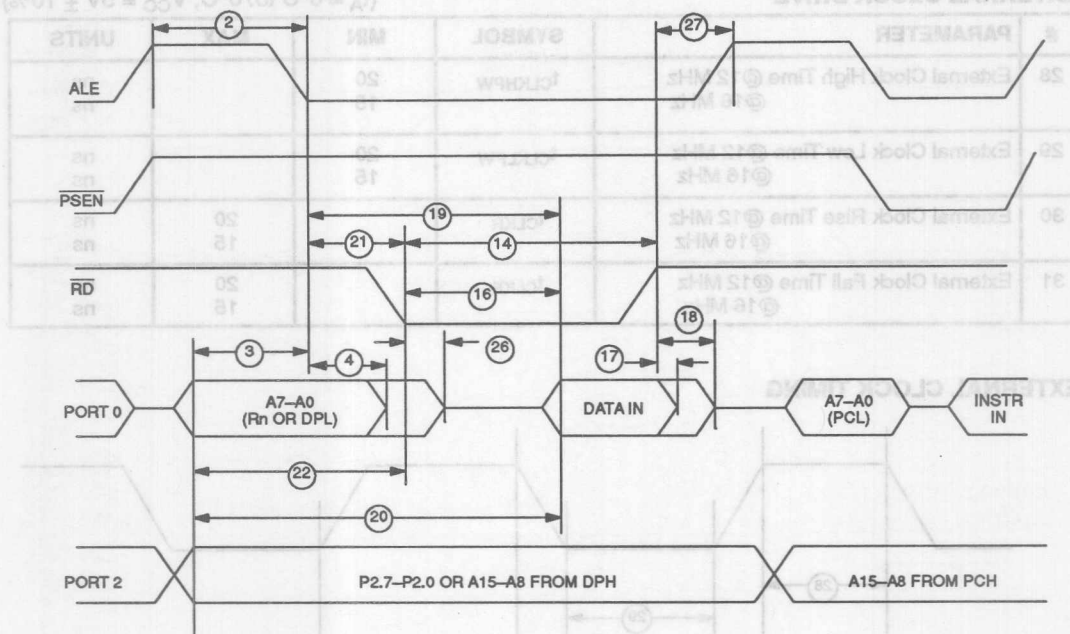 2
27
ALE
PSEN
19
21
14
RD
16
18
3
4
26
17
PORT 0
A7–A0
(Rn OR DPL)
DATA IN
A7–A0
(PCL)
INSTR
IN
22
20
PORT 2
P2.7–P2.0 OR A15–A8 FROM DPH
A15–A8 FROM PCH